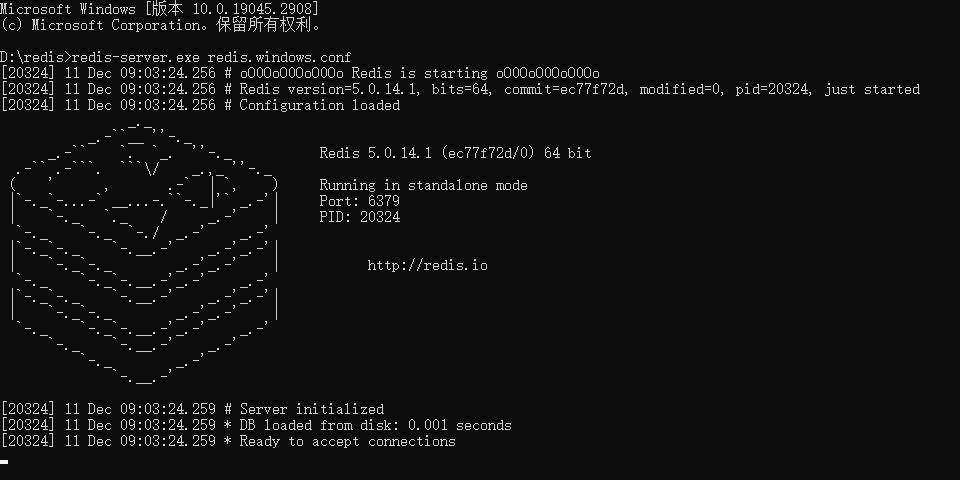 Microsoft Windows [版本 10.0.19045.2908]
(c) Microsoft Corporation。保留所有权利。
D:\redis>redis-server.exe redis.windows.conf
[20324] 11 Dec 09:03:24.256 # oO0OoO0OoO0Oo Redis is starting oO0OoO0OoO0Oo
[20324] 11 Dec 09:03:24.256 # Redis version=5.0.14.1, bits=64, commit=ec77f72d, modified=0, pid=20324, just started
[20324] 11 Dec 09:03:24.256 # Configuration loaded
Redis 5.0.14.1 (ec77f72d/0) 64 bit
Running in standalone mode
Port: 6379
PID: 20324
http://redis.io
[20324] 11 Dec 09:03:24.259 # Server initialized
[20324] 11 Dec 09:03:24.259 * DB loaded from disk: 0.001 seconds
[20324] 11 Dec 09:03:24.259 * Ready to accept connections